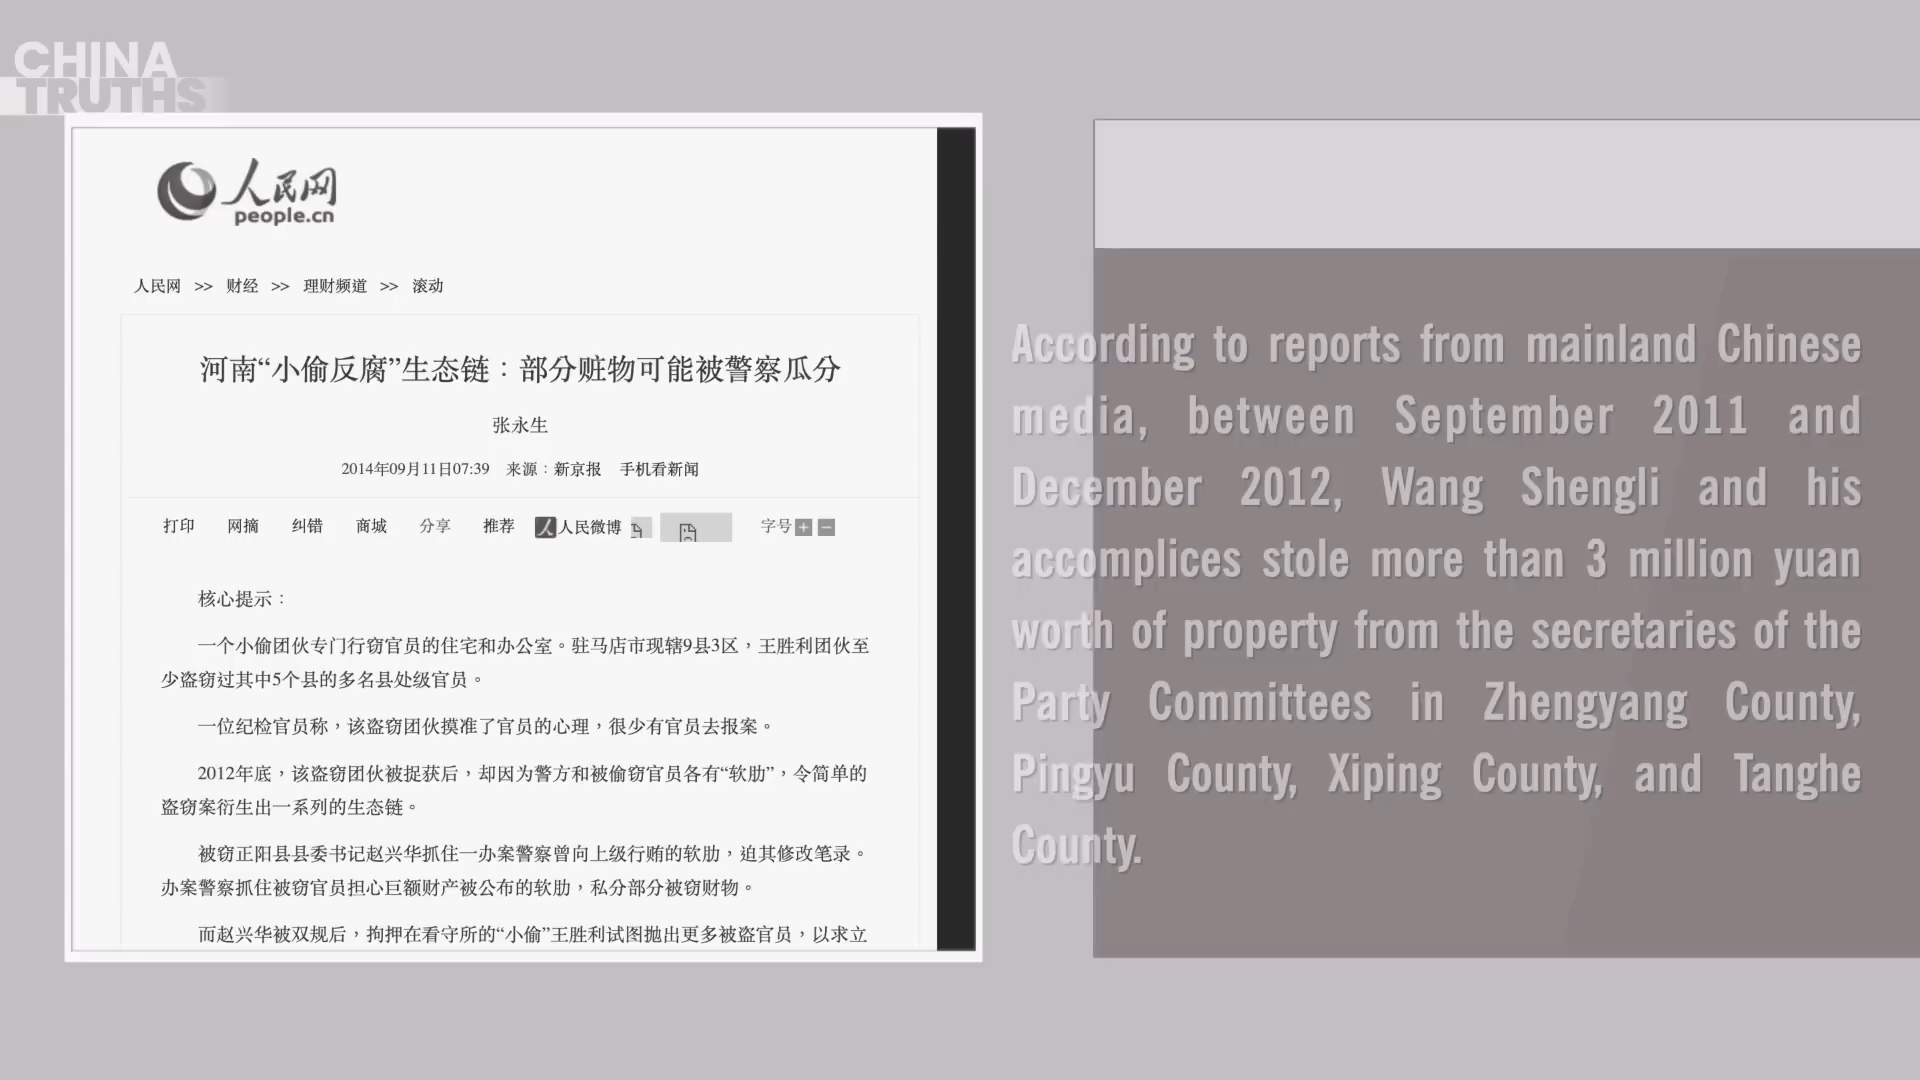 CHINA
TRUTHS
人民网
people.cn
人民网 >> 财经 >> 理财频道 >> 滚动
河南“小偷反腐”生态链：部分赃物可能被警察瓜分
张永生
2014年09月11日07:39 来源：新京报 手机看新闻
打印 网摘 纠错 商城 分享 推荐 人 人民微博 字号 + −
核心提示：
一个小偷团伙专门行窃官员的住宅和办公室。驻马店市现辖9县3区，王胜利团伙至
少盗窃过其中5个县的多名县处级官员。
一位纪检官员称，该盗窃团伙摸准了官员的心理，很少有官员去报案。
2012年底，该盗窃团伙被捉获后，却因为警方和被偷窃官员各有“软肋”，令简单的
盗窃案衍生出一系列的生态链。
被窃正阳县县委书记赵兴华抓住一办案警察曾向上级行贿的软肋，迫其修改笔录。
办案警察抓住被窃官员担心巨额财产被公布的软肋，私分部分被窃财物。
而赵兴华被双规后，拘押在看守所的“小偷”王胜利试图抛出更多被盗官员，以求立
According to reports from mainland Chinese
media, between September 2011 and
December 2012, Wang Shengli and his
accomplices stole more than 3 million yuan
worth of property from the secretaries of the
Party Committees in Zhengyang County,
Pingyu County, Xiping County, and Tanghe
County.